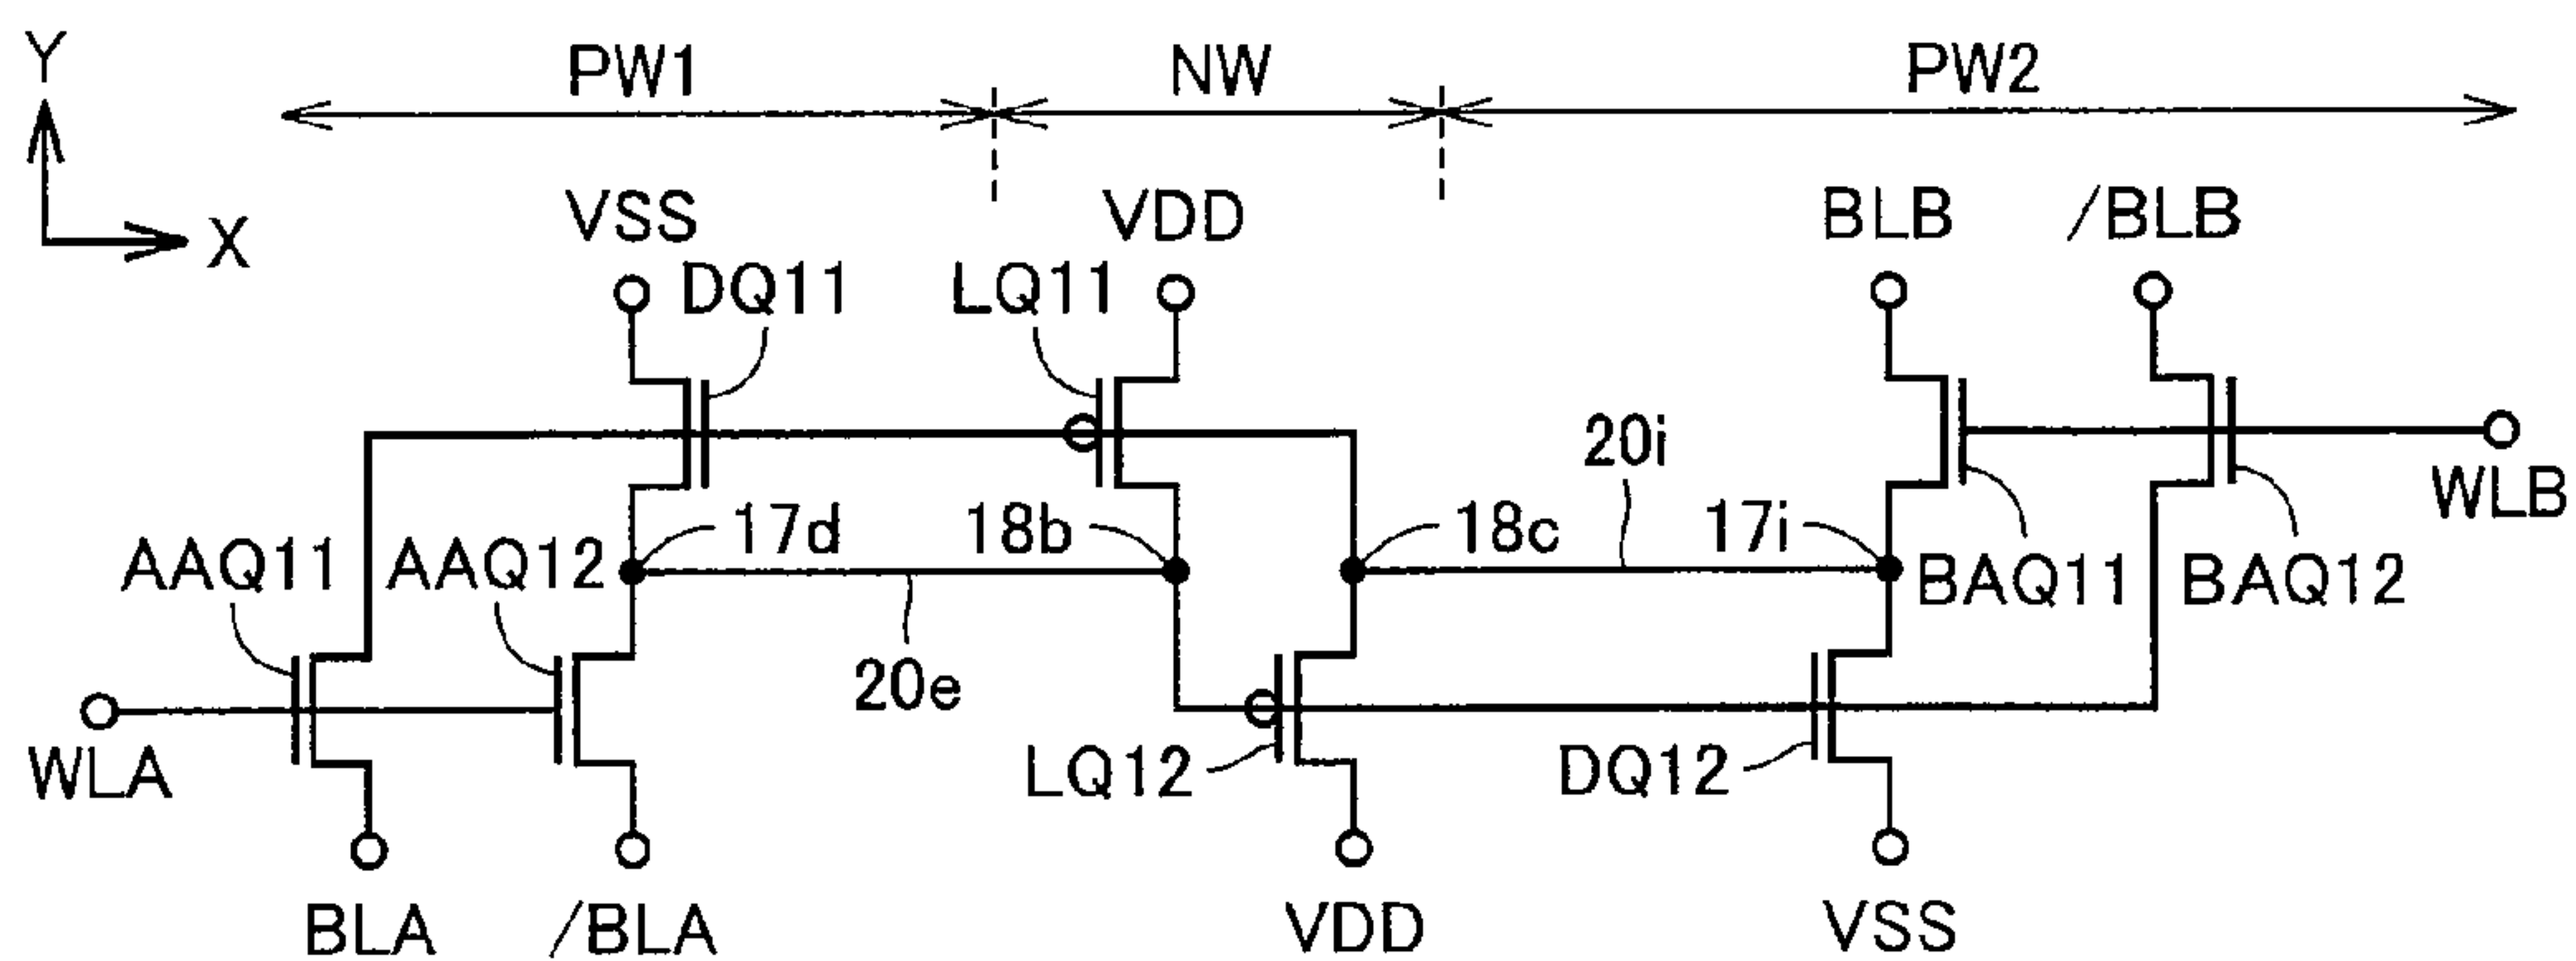 Y
PW1 NW PW2
X
VSS VDD BLB /BLB
DQ11 LQ11
20i
WLB
17d 18b 18c 17i
AAQ11 AAQ12 BAQ11 BAQ12
20e
WLA LQ12 DQ12
BLA /BLA VDD VSS